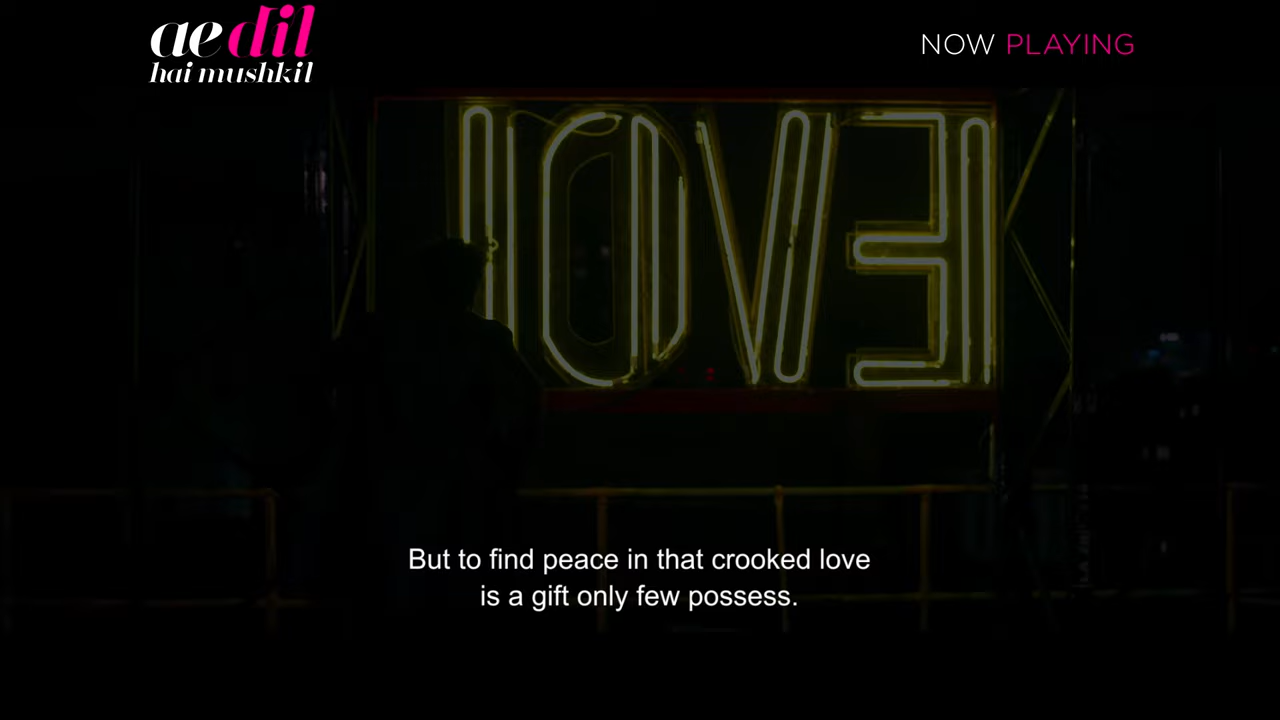 ae dil
hai mushkil
NOW PLAYING
LOVE
But to find peace in that crooked love
is a gift only few possess.